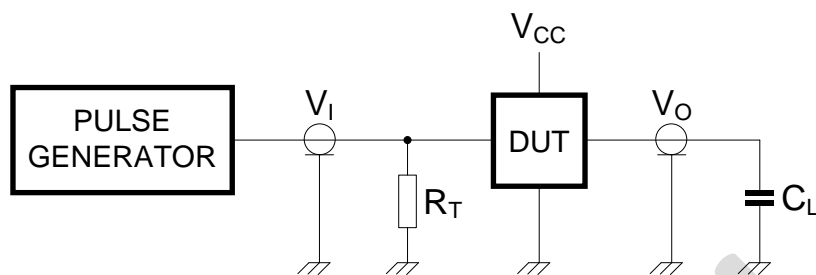 V_CC
V_I
V_O
PULSE
GENERATOR
DUT
R_T
C_L